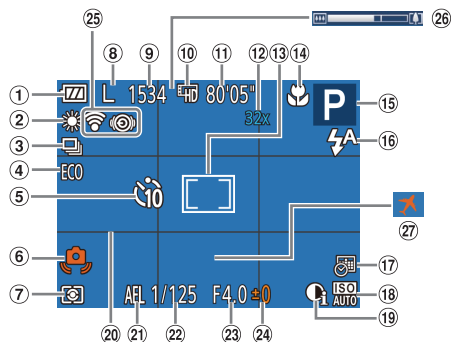 ㉕ ⑧ ⑨ ⑩ ⑪ ⑫ ⑬ ⑭ ㉖
① L 1534 HD 80'05" P ⑮
② 32x
③ A ⑯
④ ECO
⑤ 10 ㉗
⑥ ⑰
⑦ AEL 1/125 F4.0 ±0 i ISO AUTO ⑱
⑳ ㉑ ㉒ ㉓ ㉔ ⑲